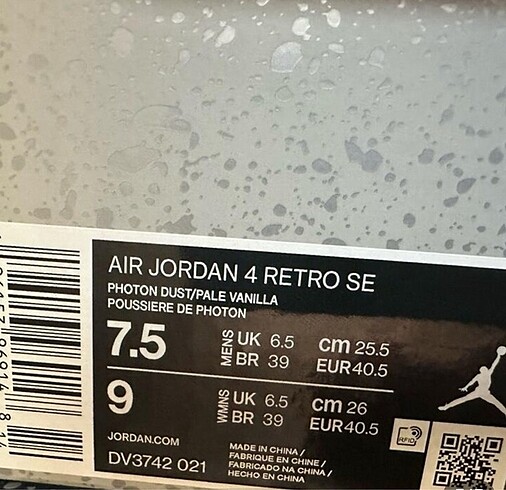 AIR JORDAN 4 RETRO SE
PHOTON DUST/PALE VANILLA
POUSSIERE DE PHOTON
7.5 MENS UK 6.5 cm 25.5
BR 39 EUR 40.5
9 WMNS UK 6.5 cm 26
BR 39 EUR 40.5
JORDAN.COM
DV3742 021
MADE IN CHINA /
FABRIQUE EN CHINE /
FABRICADO NA CHINA /
HECHO EN CHINA
RFID